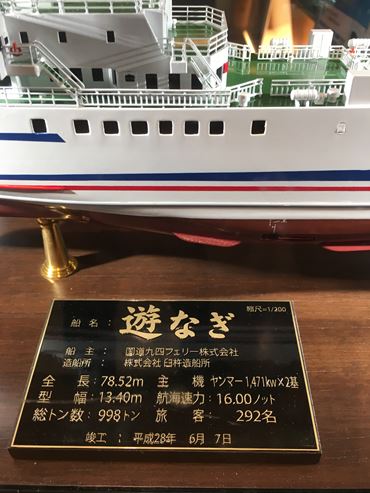 縮尺=1/200
船名： 遊なぎ
船主： 国道九四フェリー株式会社
造船所： 株式会社 臼杵造船所
全長：78.52m 主機 ヤンマー 1,471kw×2基
型幅：13.40m 航海速力：16.00ノット
総トン数：998トン 旅客： 292名
竣工：平成28年 6月 7日